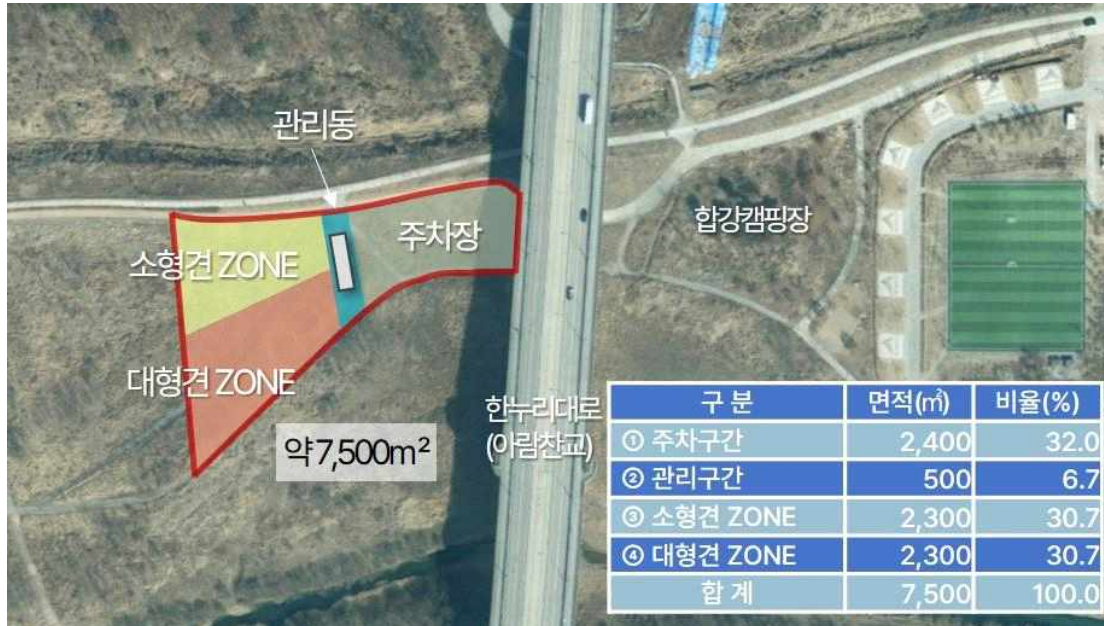 관리동
소형견 ZONE
주차장
합강캠핑장
대형견 ZONE
약7,500m²
한누리대로
(아람찬교)
구 분 면적(㎡) 비율(%)
① 주차구간 2,400 32.0
② 관리구간 500 6.7
③ 소형견 ZONE 2,300 30.7
④ 대형견 ZONE 2,300 30.7
합 계 7,500 100.0